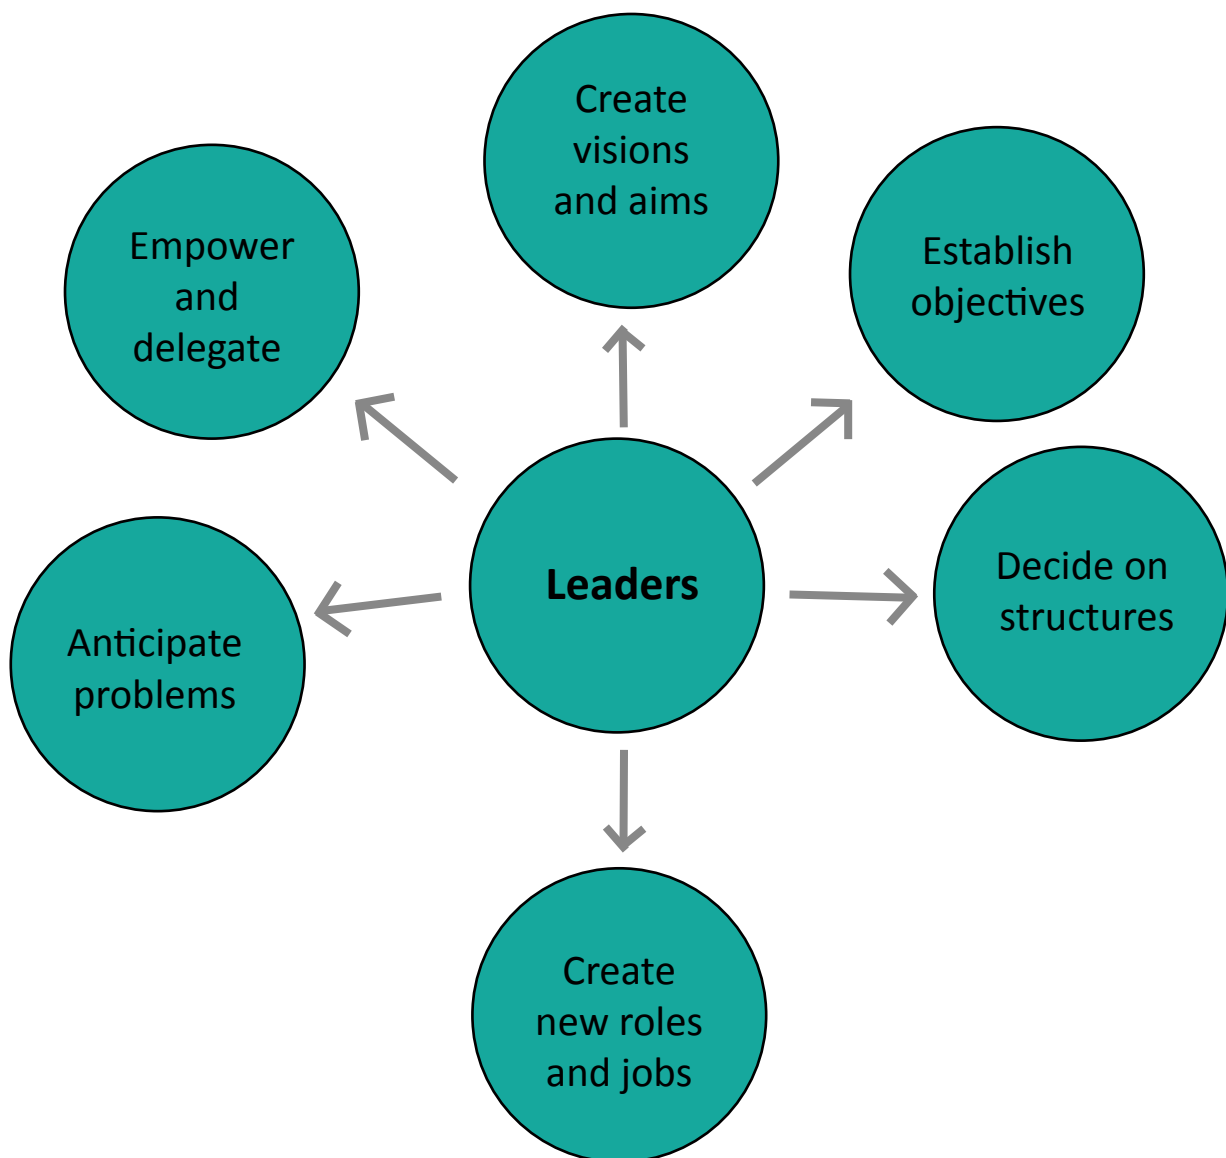 Create
visions
and aims
Establish
objectives
Empower
and
delegate
Leaders
Decide on
structures
Anticipate
problems
Create
new roles
and jobs